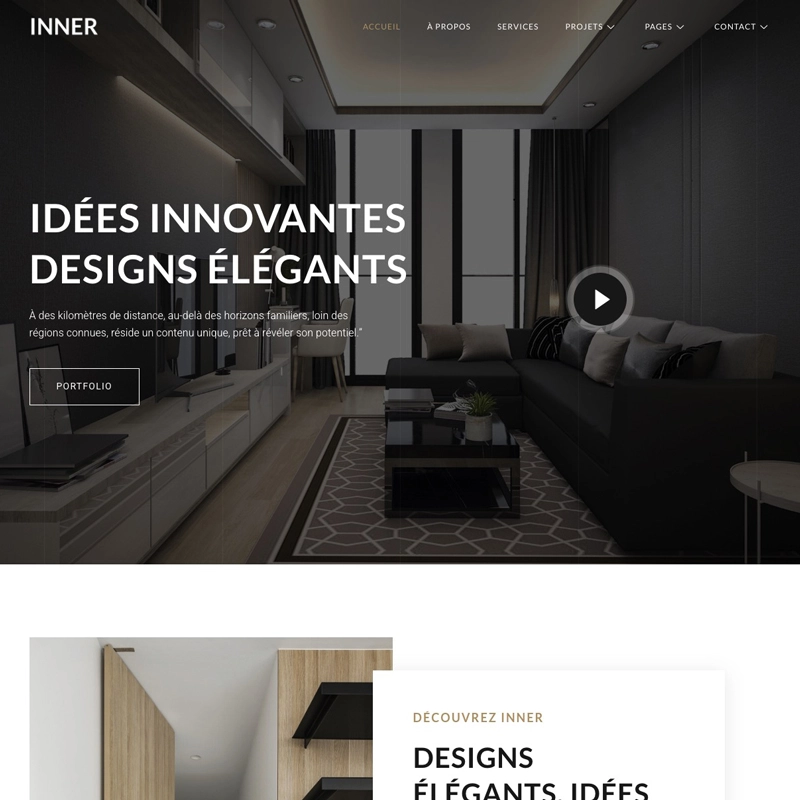 INNER
ACCUEIL À PROPOS SERVICES PROJETS PAGES CONTACT
IDÉES INNOVANTES
DESIGNS ÉLÉGANTS
À des kilomètres de distance, au-delà des horizons familiers, loin des
régions connues, réside un contenu unique, prêt à révéler son potentiel."
PORTFOLIO
DÉCOUVREZ INNER
DESIGNS
ÉLÉGANTS, IDÉES